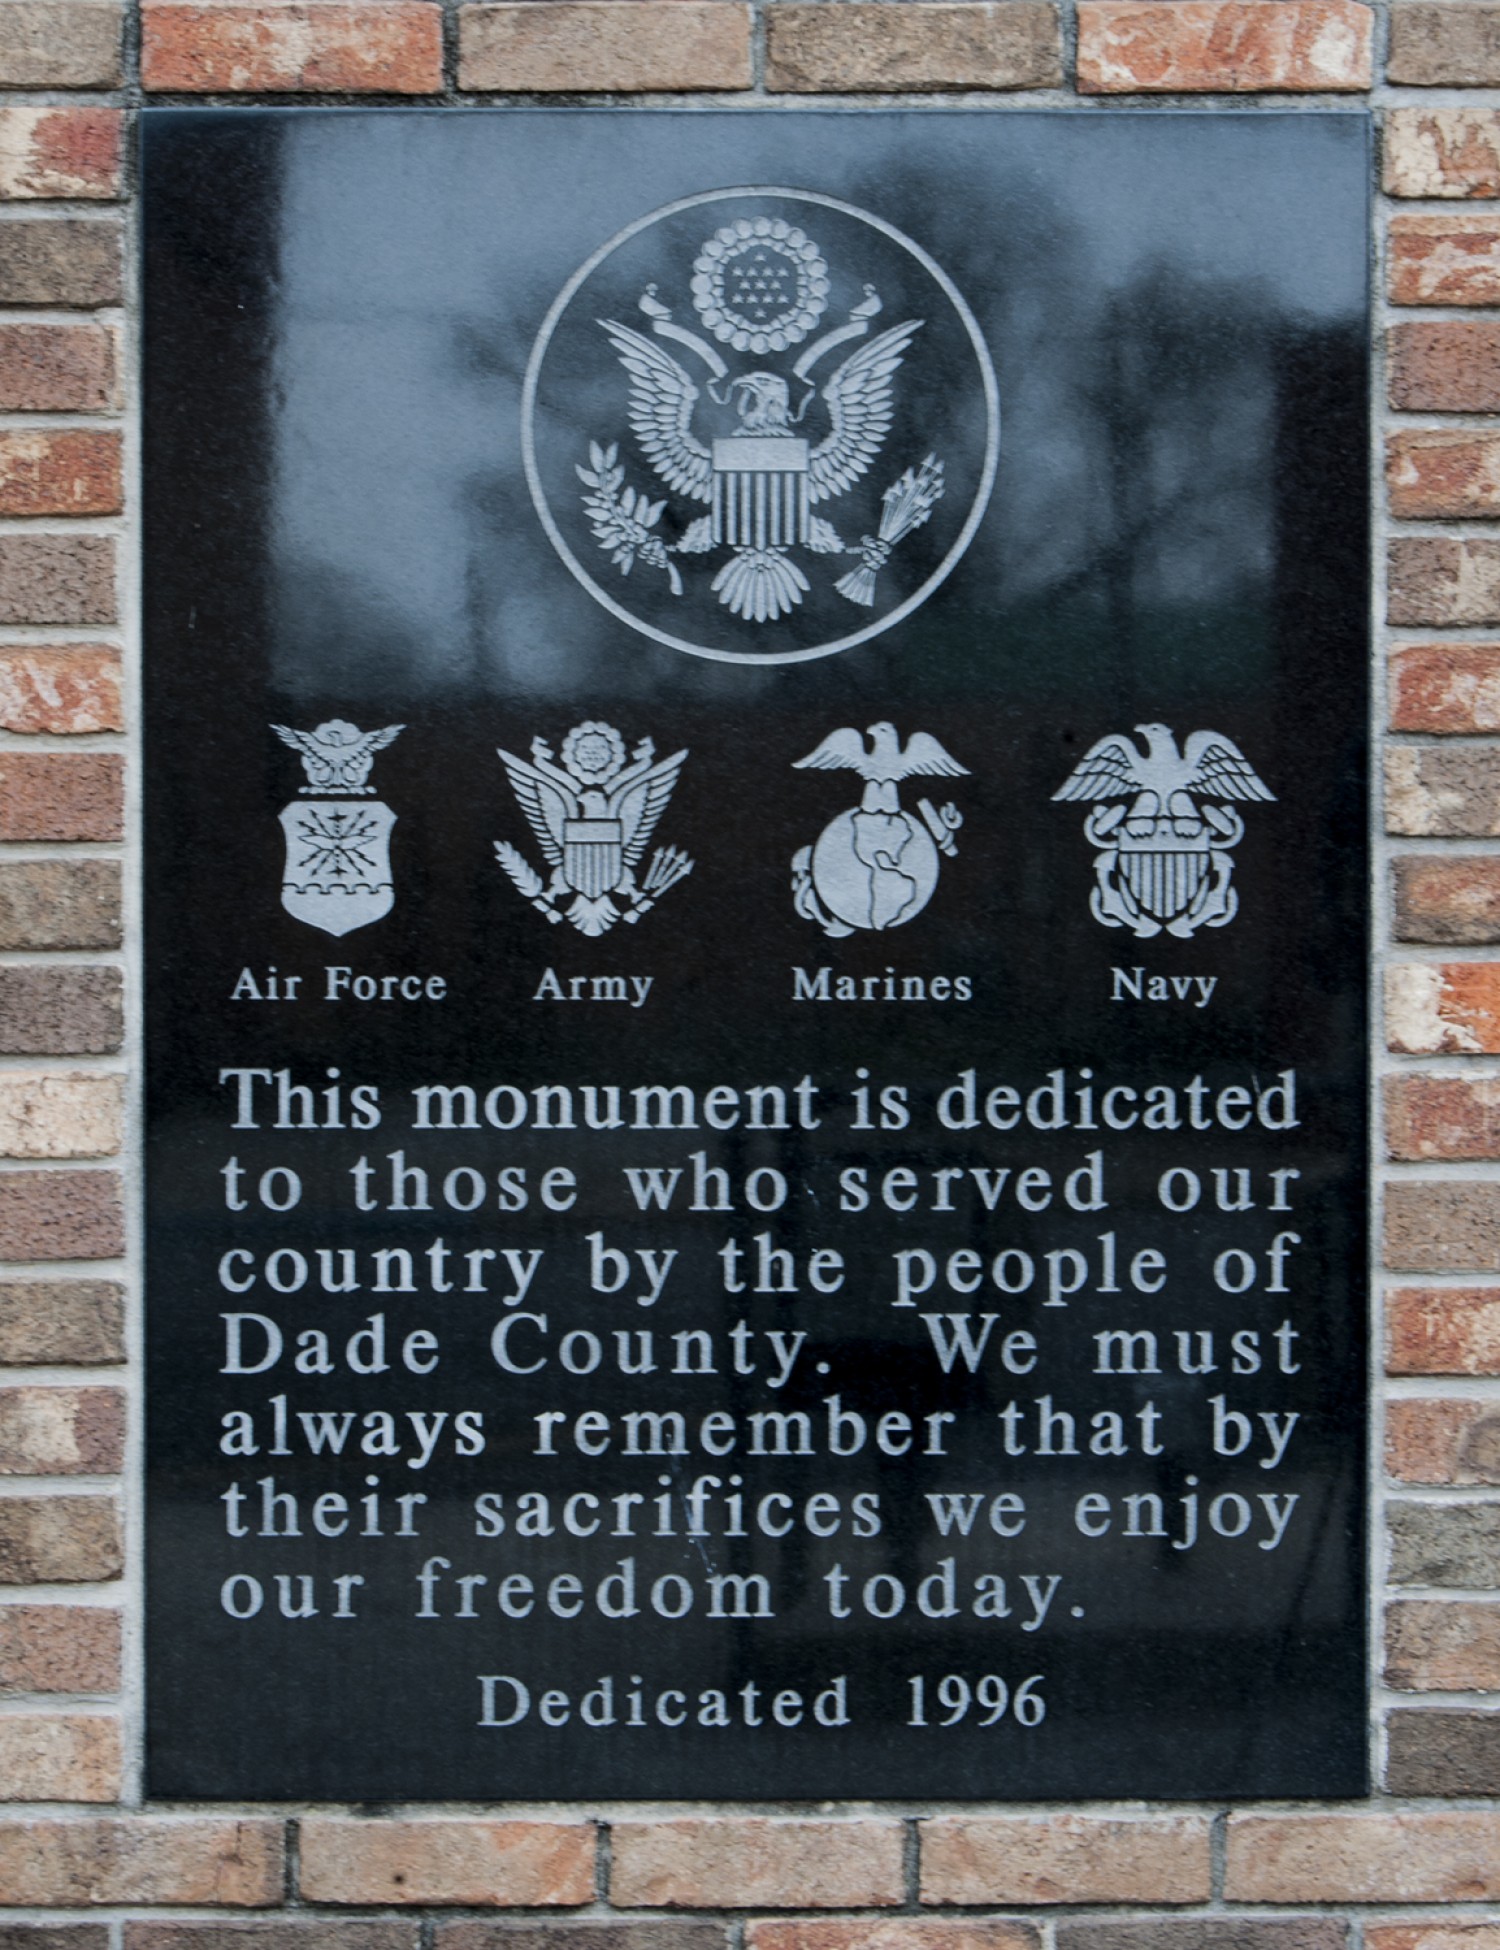 Air Force Army Marines Navy
This monument is dedicated
to those who served our
country by the people of
Dade County. We must
always remember that by
their sacrifices we enjoy
our freedom today.
Dedicated 1996